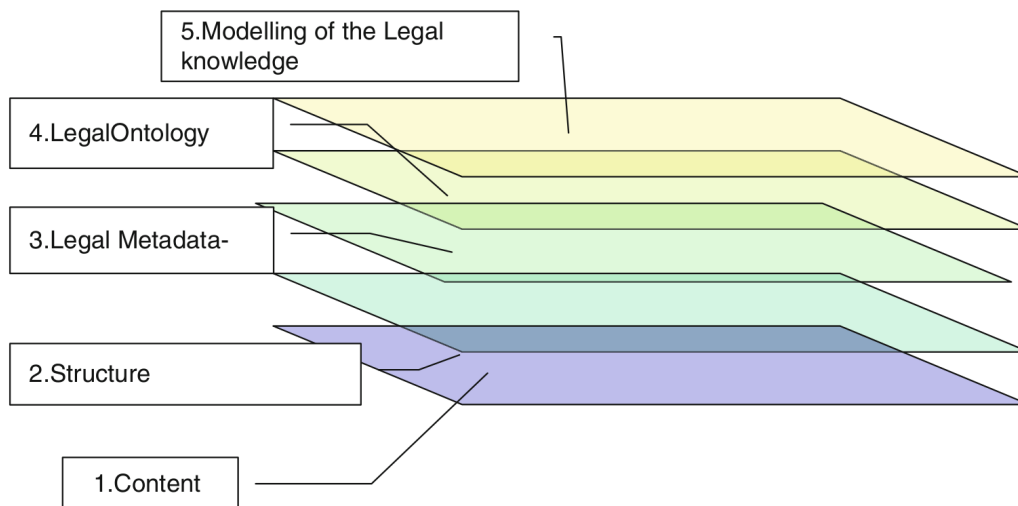 5.Modelling of the Legal
knowledge
4.LegalOntology
3.Legal Metadata-
2.Structure
1.Content